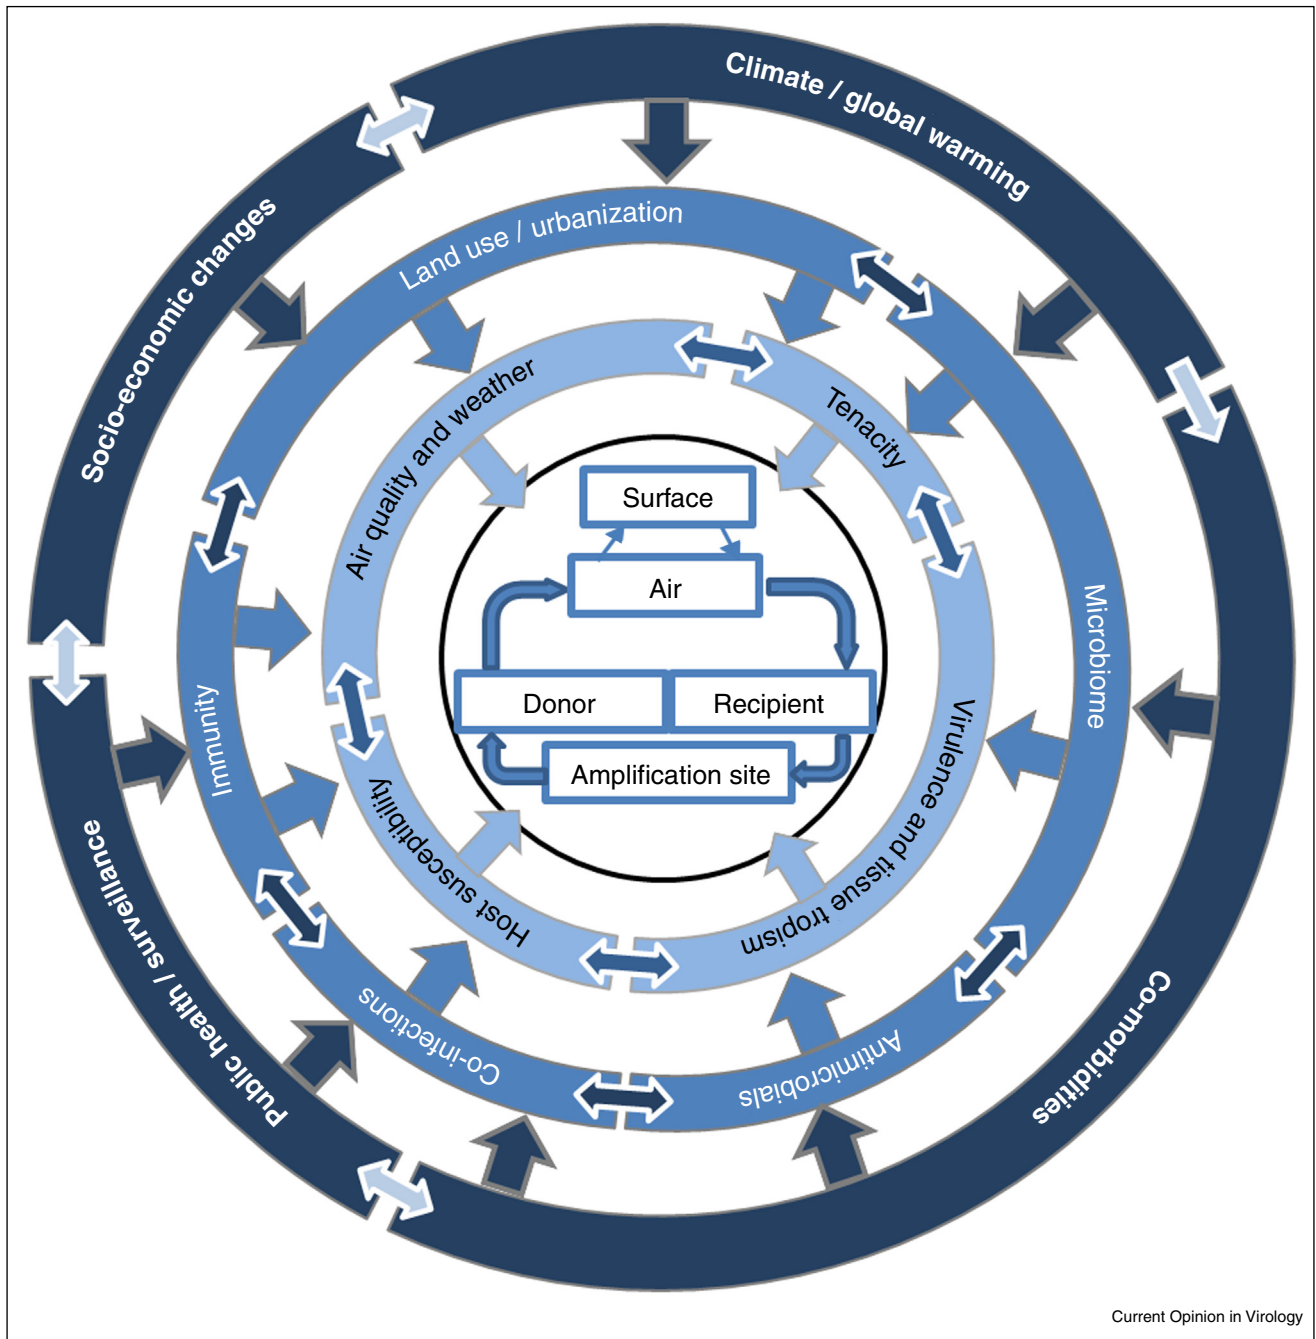 Climate / global warming
Socio-economic changes
Land use / urbanization
Air quality and weather
Tenacity
Surface
Air
Donor
Recipient
Amplification site
Microbiome
Immunity
Host susceptibility
Virulence and tissue tropism
Co-infections
Antimicrobials
Public health / surveillance
Co-morbidities
Current Opinion in Virology